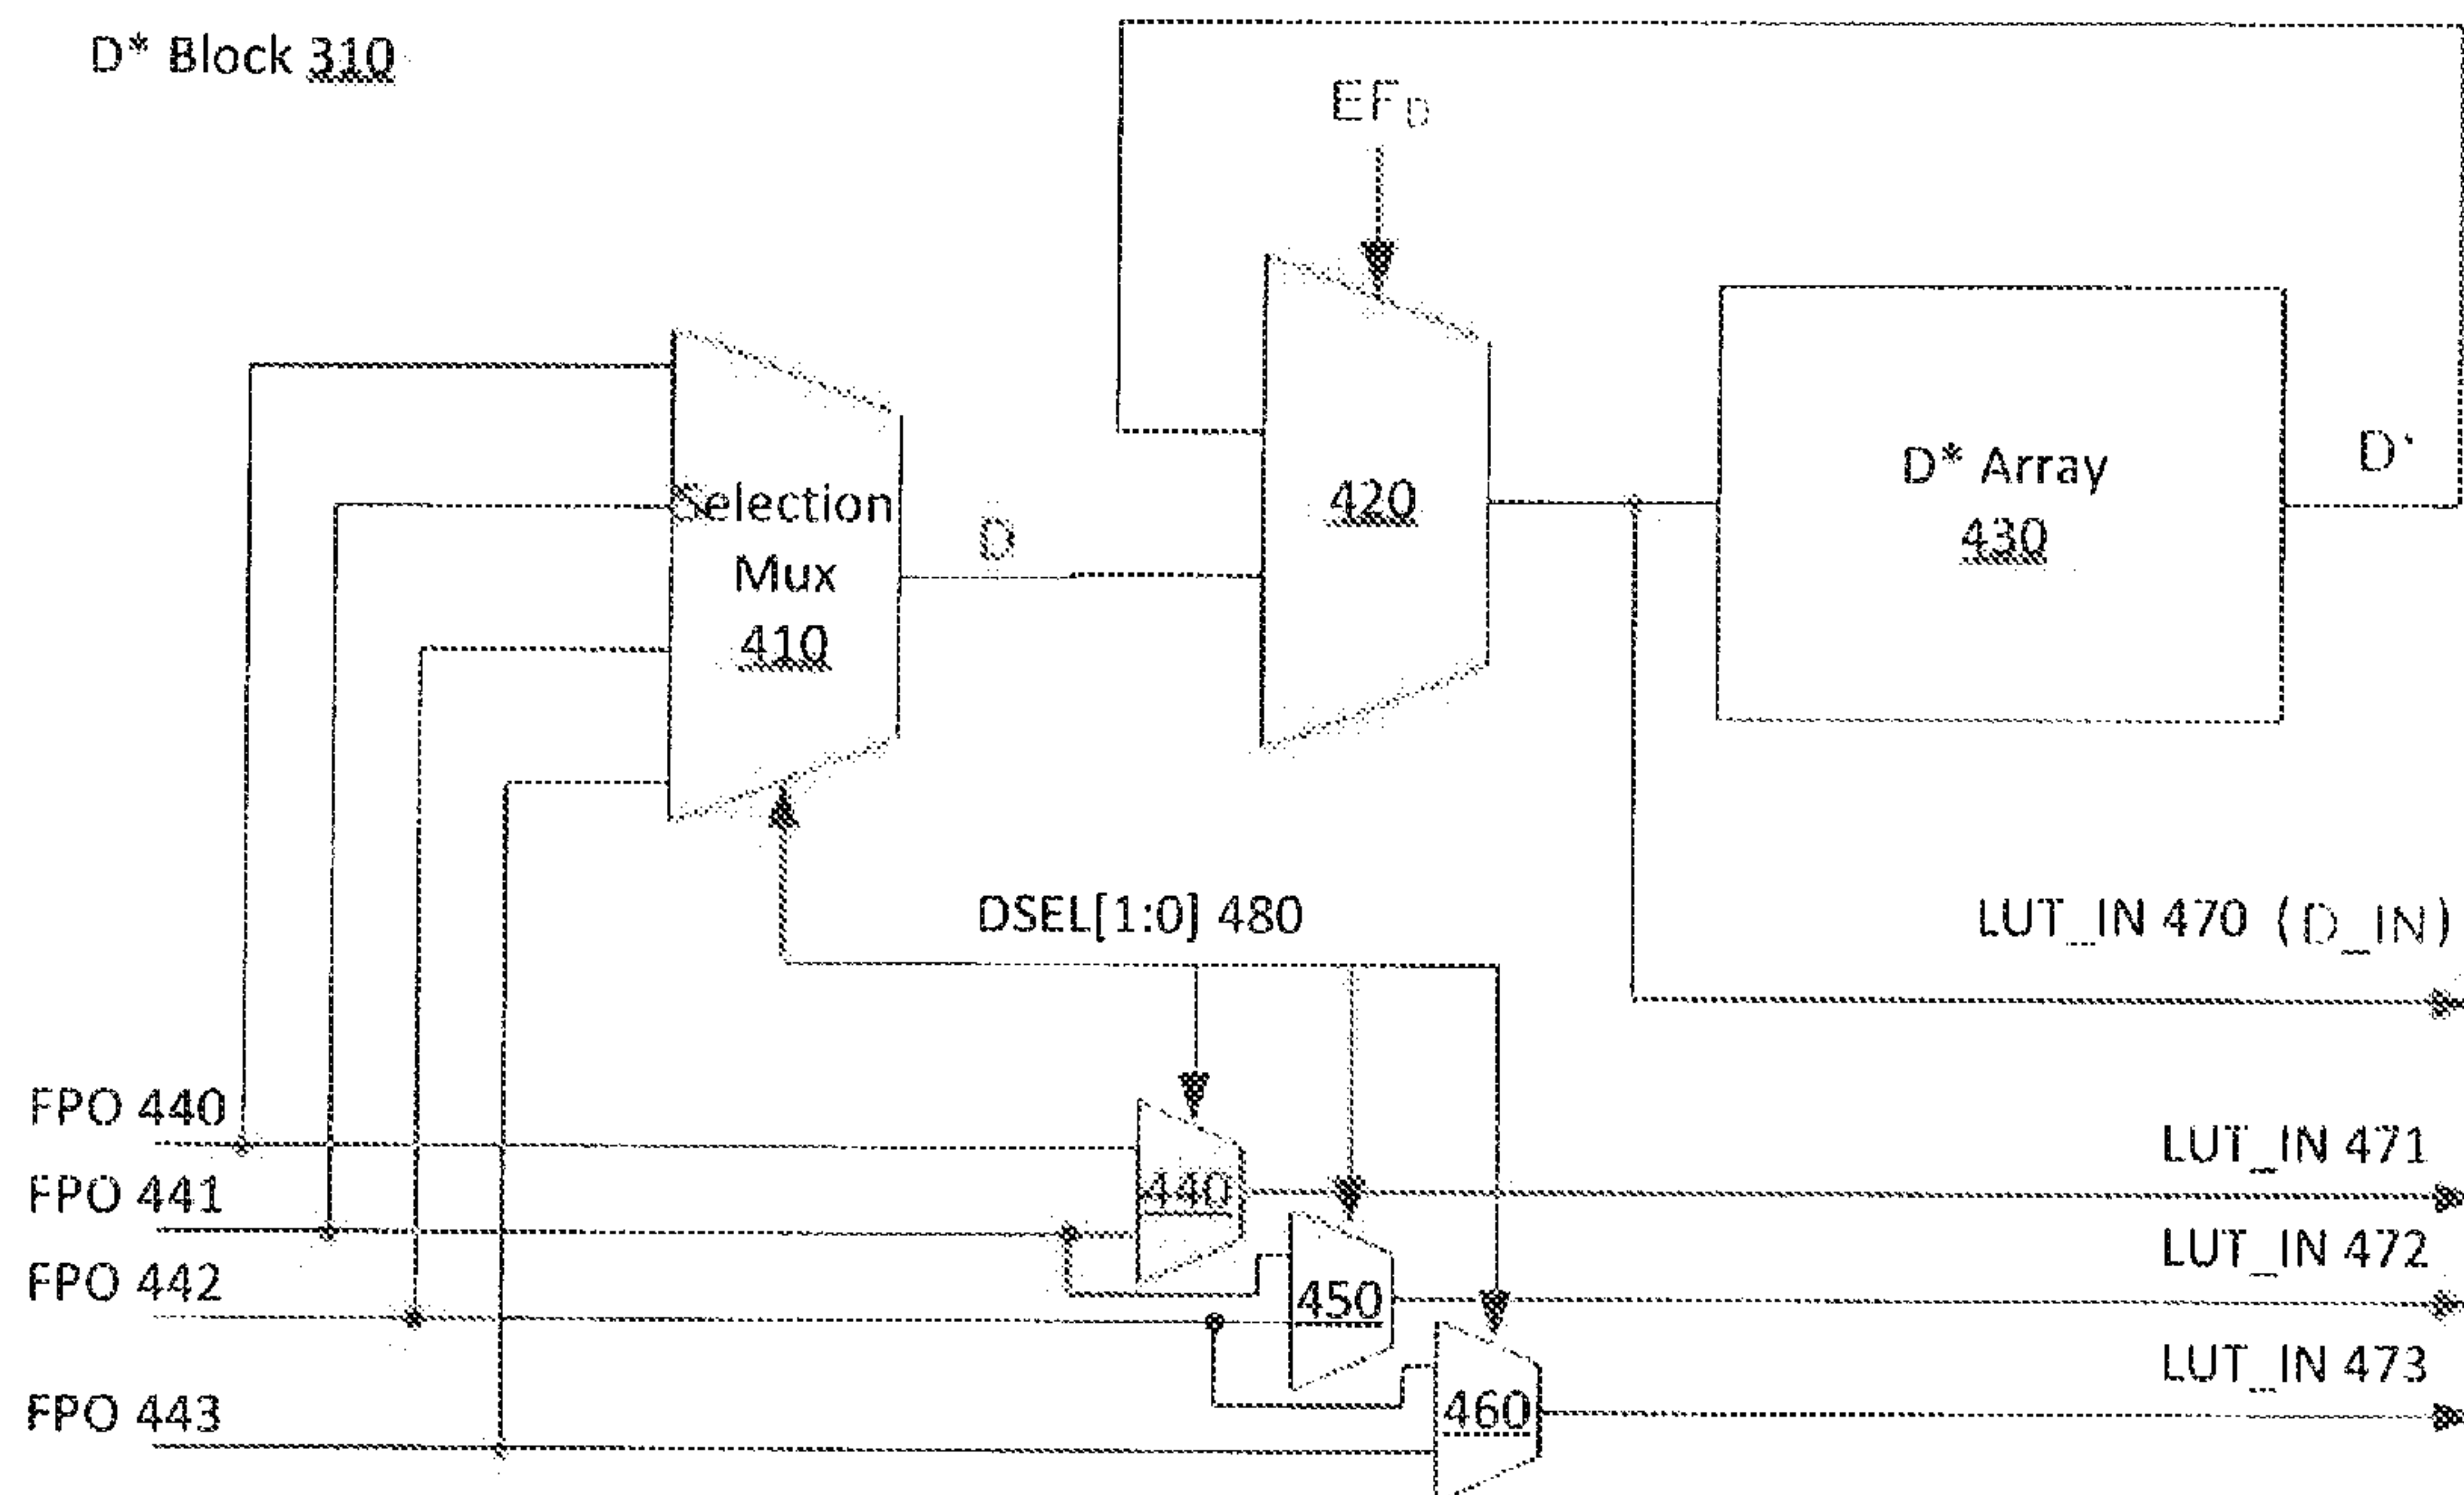 D* Block 310
EF_D
Selection
Mux
410
D
420
D* Array
430
D*
DSEL[1:0] 480
LUT_IN 470 (D_IN)
FPO 440
FPO 441
FPO 442
FPO 443
440
450
460
LUT_IN 471
LUT_IN 472
LUT_IN 473